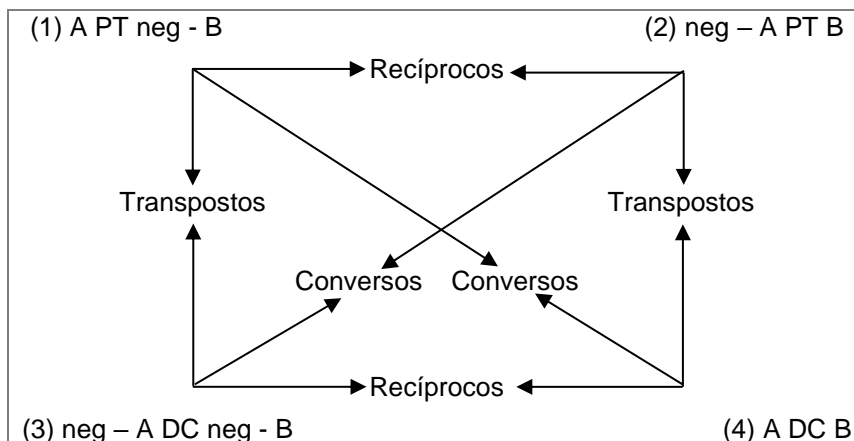 (1) A PT neg - B
(2) neg – A PT B
Recíprocos
Transpostos
Transpostos
Conversos
Conversos
Recíprocos
(3) neg – A DC neg - B
(4) A DC B